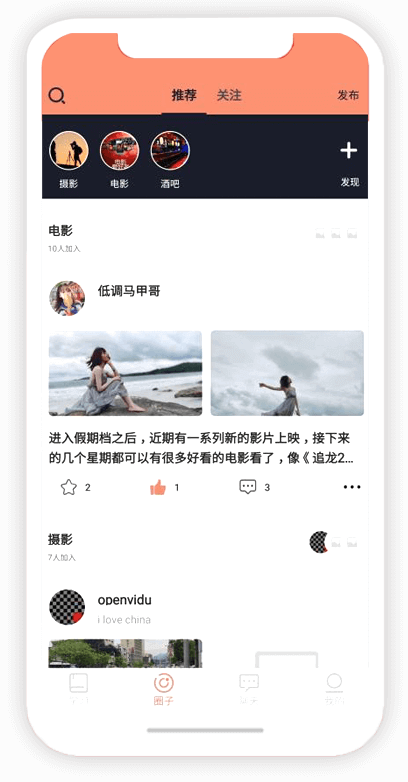 推荐 关注 发布
摄影 电影 酒吧 发现
电影
10人加入
低调马甲哥
进入假期档之后，近期有一系列新的影片上映，接下来
的几个星期都可以有很多好看的电影看了，像《追龙2...
2 1 3
摄影
7人加入
openvidu
i love china
圈子